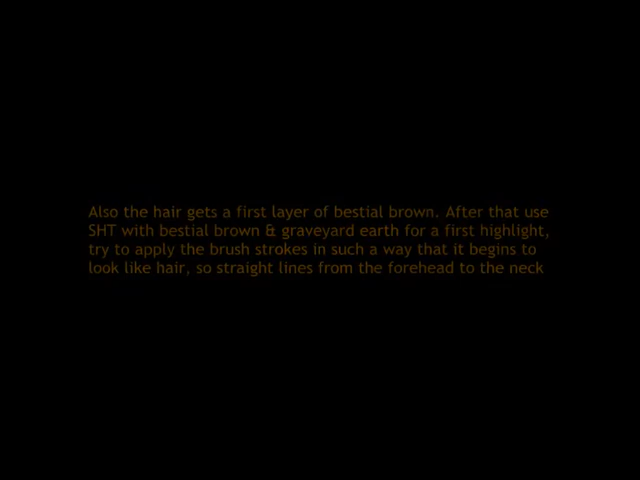 Also the hair gets a first layer of bestial brown. After that use
SHT with bestial brown & graveyard earth for a first highlight,
try to apply the brush strokes in such a way that it begins to
look like hair, so straight lines from the forehead to the neck